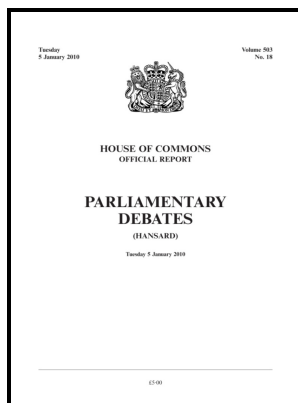 Tuesday
5 January 2010
Volume 503
No. 18
HOUSE OF COMMONS
OFFICIAL REPORT
PARLIAMENTARY
DEBATES
(HANSARD)
Tuesday 5 January 2010
£5·00